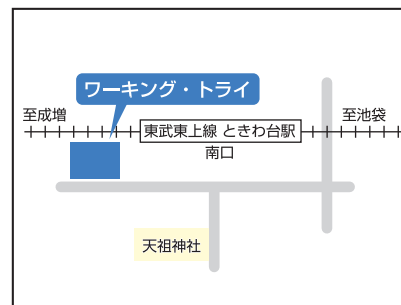 ワーキング・トライ
至成増
至池袋
東武東上線 ときわ台駅
南口
天祖神社